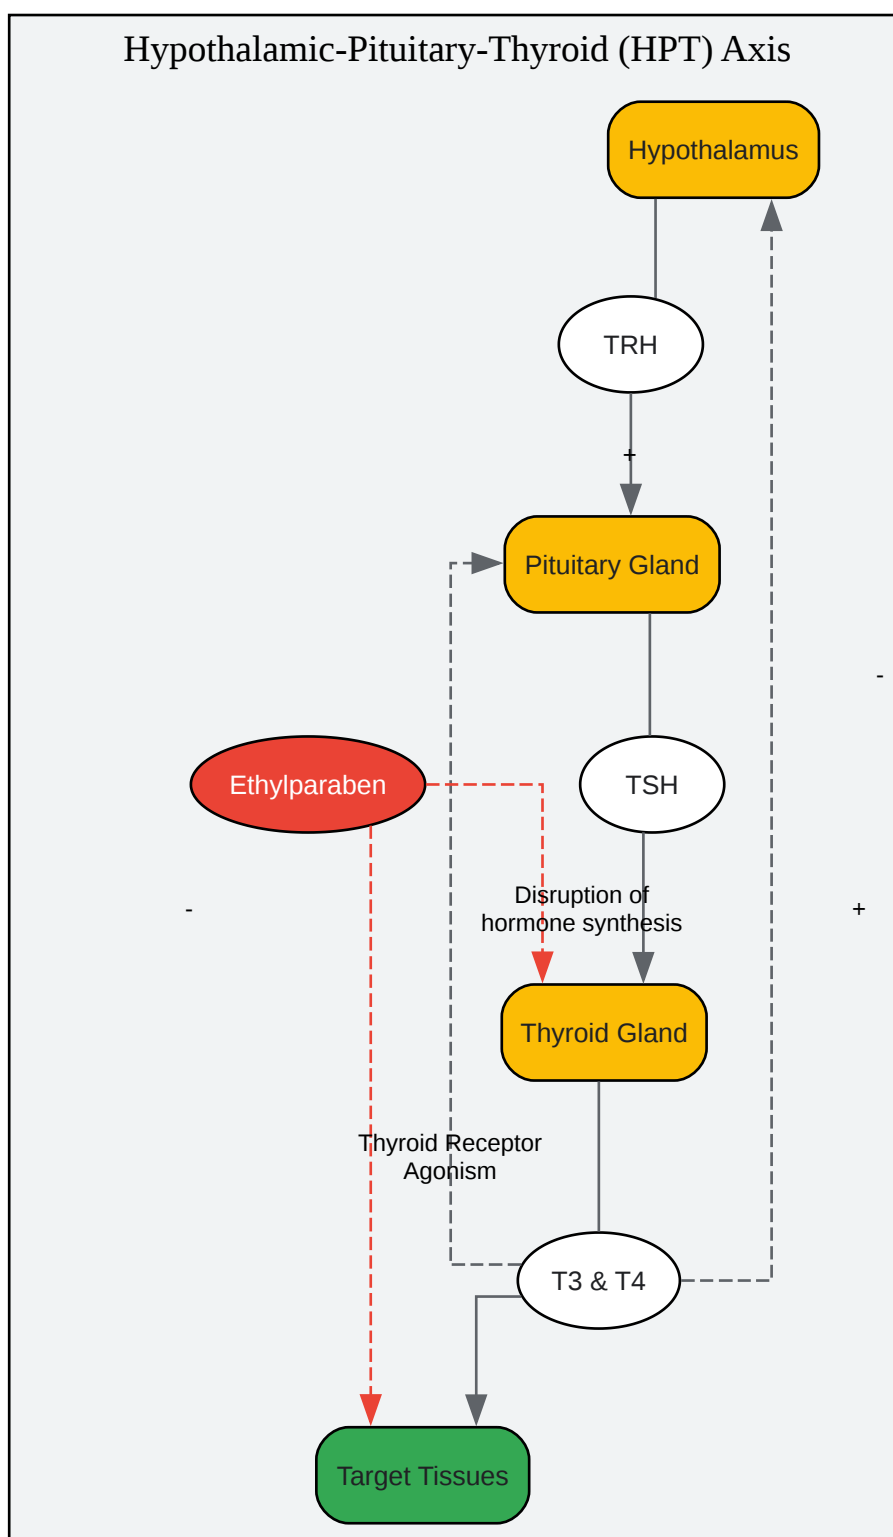 Hypothalamic-Pituitary-Thyroid (HPT) Axis
Hypothalamus
TRH
+
Pituitary Gland
-
Ethylparaben
TSH
Disruption of
hormone synthesis
-
+
Thyroid Gland
Thyroid Receptor
Agonism
T3 & T4
Target Tissues